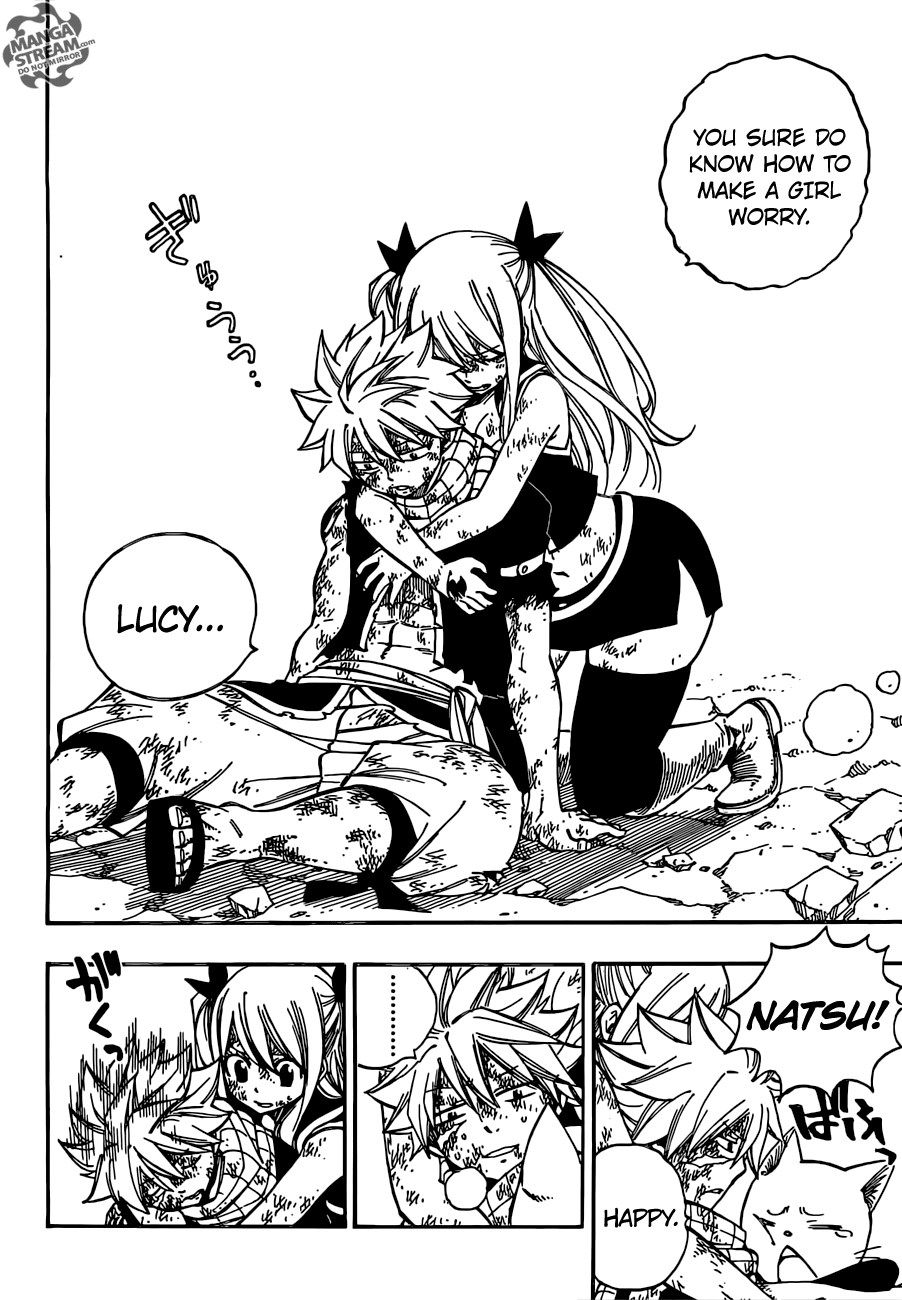 MANGA
STREAM.com
DO NOT MIRROR
YOU SURE DO
KNOW HOW TO
MAKE A GIRL
WORRY.
ぎゅうう..
LUCY...
NATSU!
ばふっ
HAPPY.
.........
がくっ